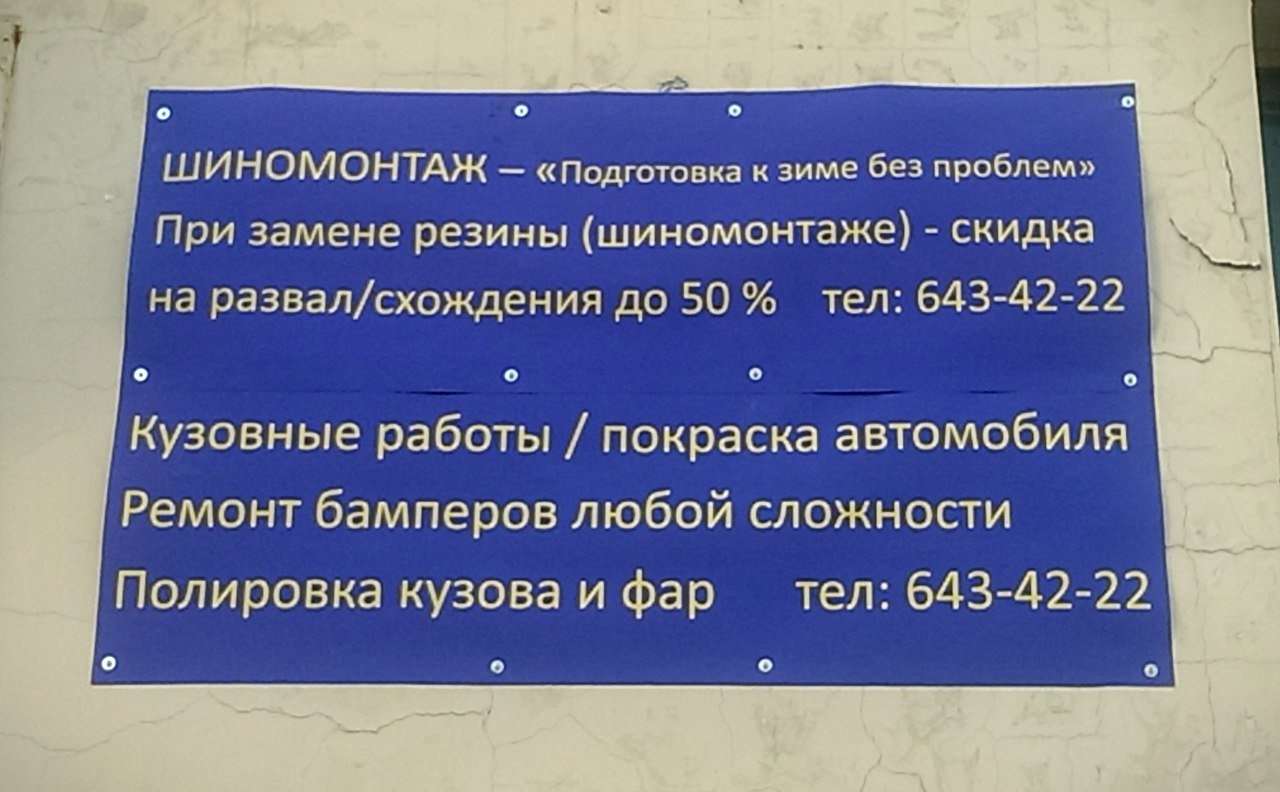 ШИНОМОНТАЖ – «Подготовка к зиме без проблем»
При замене резины (шиномонтаже) - скидка
на развал/схождения до 50 % тел: 643-42-22
Кузовные работы / покраска автомобиля
Ремонт бамперов любой сложности
Полировка кузова и фар тел: 643-42-22